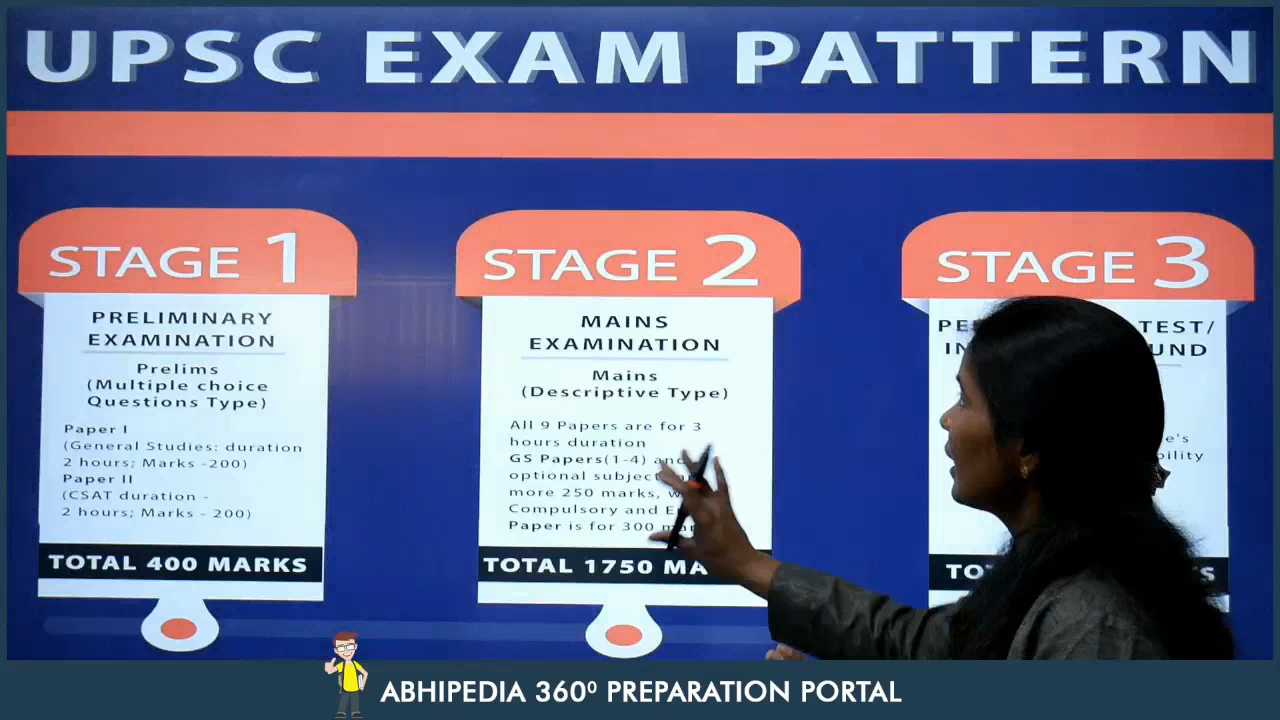 UPSC EXAM PATTERN
STAGE 1
PRELIMINARY
EXAMINATION
Prelims
(Multiple choice
Questions Type)
Paper I
(General Studies: duration
2 hours; Marks -200)
Paper II
(CSAT duration -
2 hours; Marks - 200)
TOTAL 400 MARKS
STAGE 2
MAINS
EXAMINATION
Mains
(Descriptive Type)
All 9 Papers are for 3
hours duration
GS Papers(1-4) and
optional subject
more 250 marks,
Compulsory and
Paper is for 300
TOTAL 1750
STAGE 3
TEST/
ABHIPEDIA 360⁰ PREPARATION PORTAL